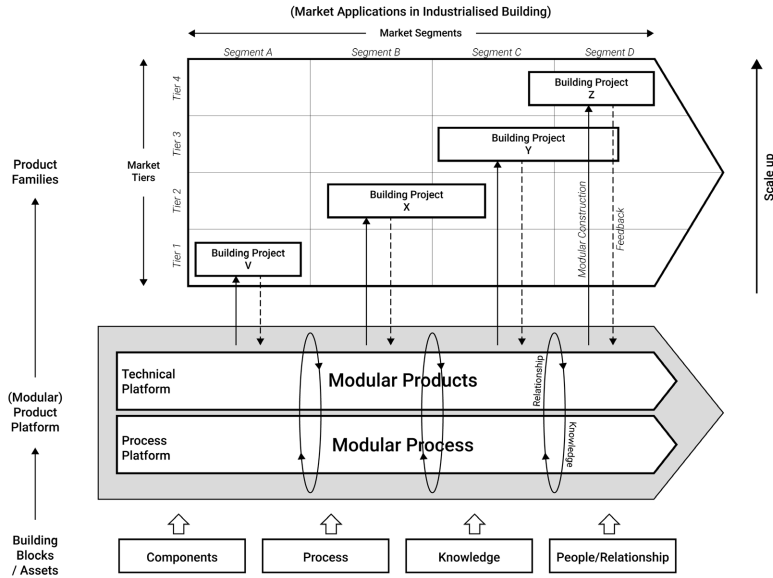 (Market Applications in Industrialised Building)
Market Segments
Segment A
Segment B
Segment C
Segment D
Tier 4
Building Project
Z
Tier 3
Building Project
Y
Product
Families
Market
Tiers
Scale up
Tier 2
Building Project
X
Modular Construction
Feedback
Tier 1
Building Project
V
Technical
Platform
Modular Products
Relationship
(Modular)
Product
Platform
Process
Platform
Modular Process
Knowledge
Building
Blocks
/ Assets
Components
Process
Knowledge
People/Relationship